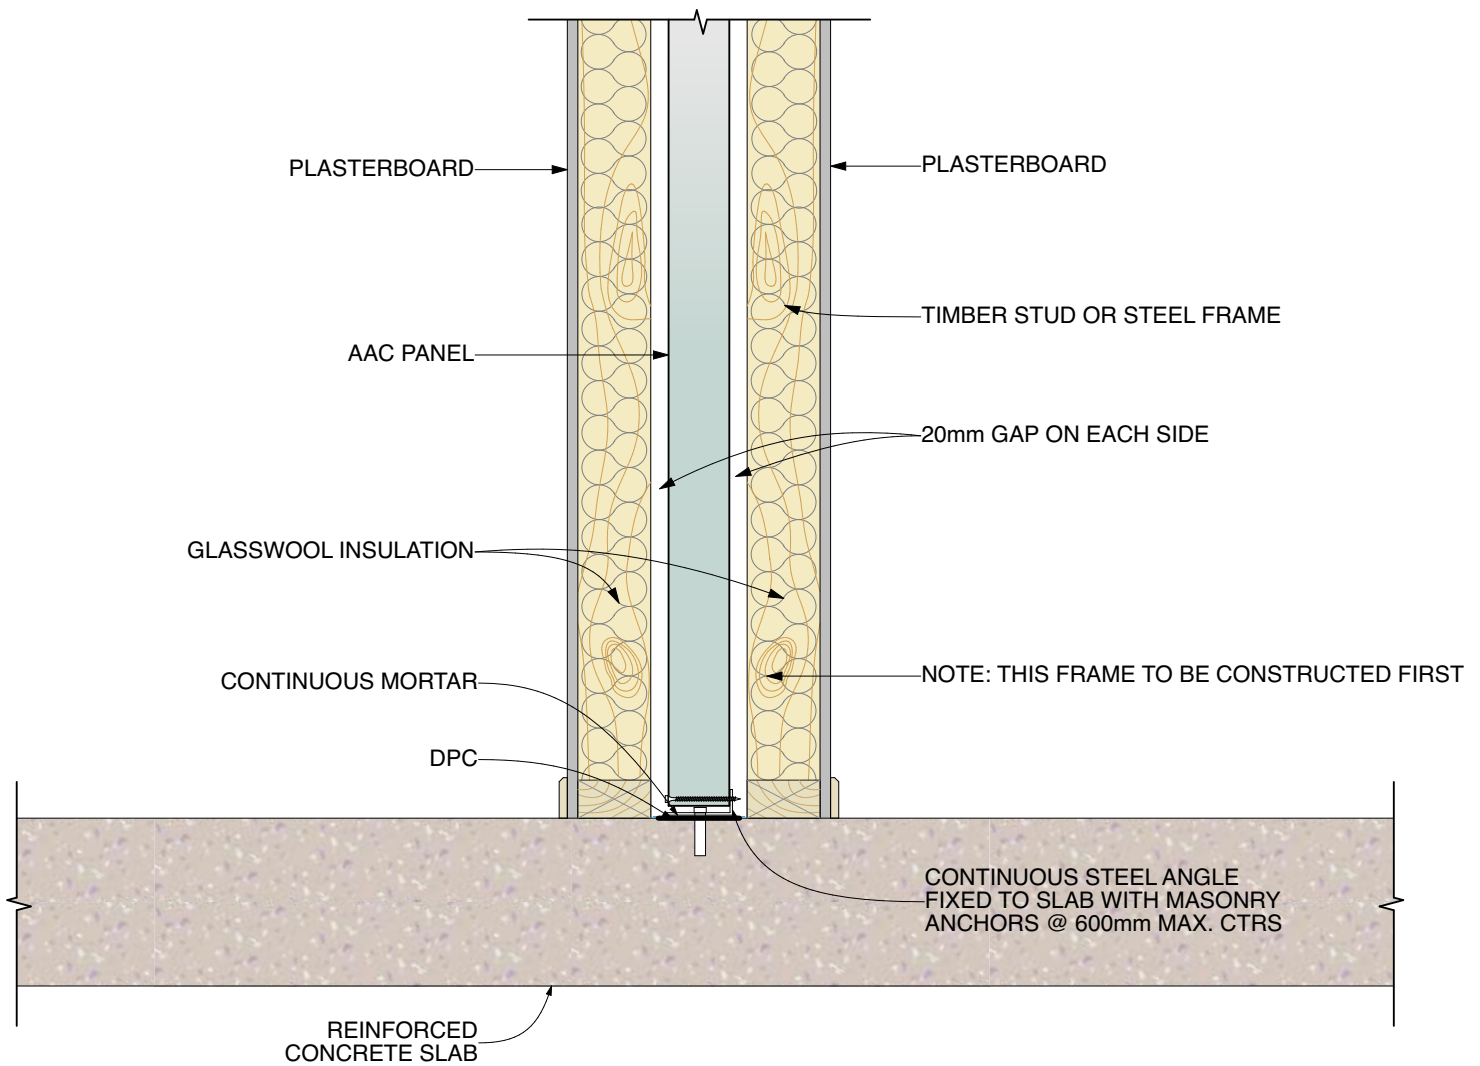 PLASTERBOARD
PLASTERBOARD
TIMBER STUD OR STEEL FRAME
AAC PANEL
20mm GAP ON EACH SIDE
GLASSWOOL INSULATION
NOTE: THIS FRAME TO BE CONSTRUCTED FIRST
CONTINUOUS MORTAR
DPC
CONTINUOUS STEEL ANGLE
FIXED TO SLAB WITH MASONRY
ANCHORS @ 600mm MAX. CTRS
REINFORCED
CONCRETE SLAB